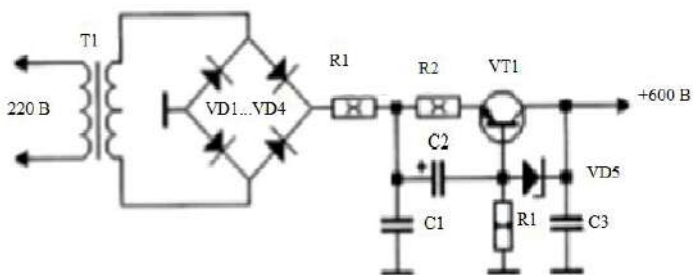 T1
R1
R2
VT1
220 В
VD1...VD4
+600 В
C2
+
VD5
C1
R1
C3